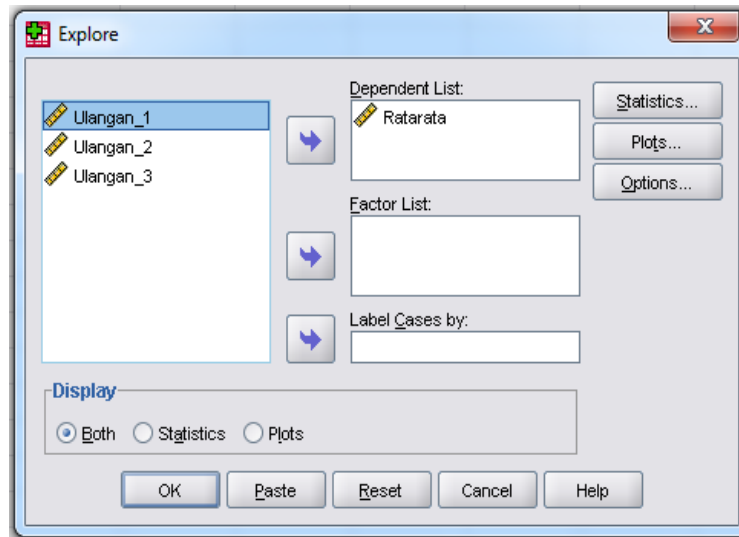 Explore
Ulangan_1
Ulangan_2
Ulangan_3
Dependent List:
Ratarata
Factor List:
Label Cases by:
Statistics...
Plots...
Options...
Display
Both Statistics Plots
OK Paste Reset Cancel Help